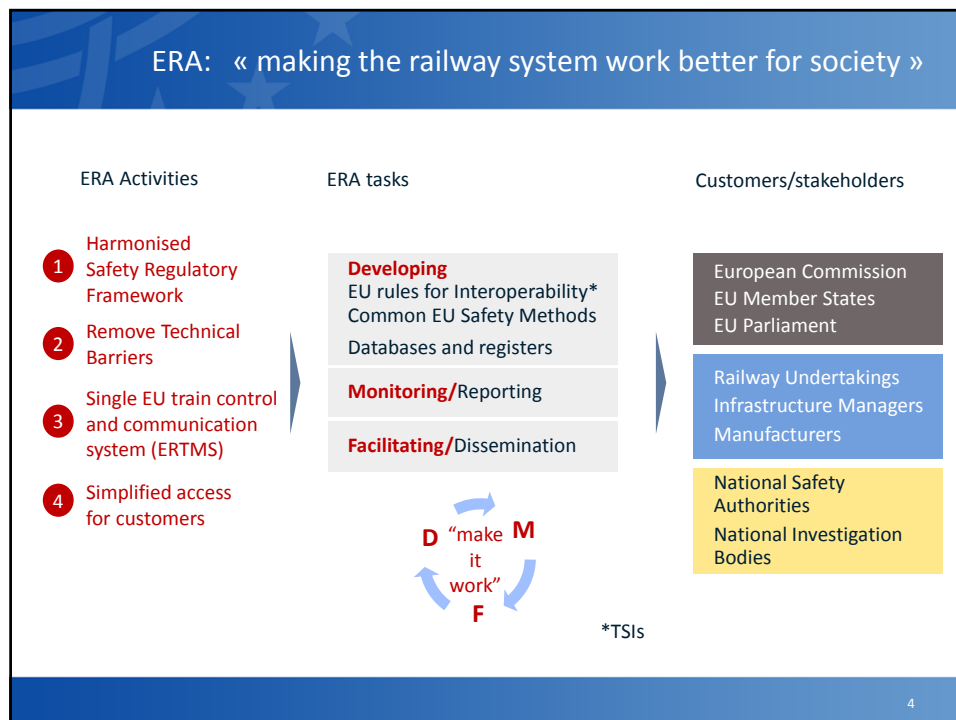 ERA: « making the railway system work better for society »
ERA Activities
ERA tasks
Customers/stakeholders
1
Harmonised
Safety Regulatory
Framework
2
Remove Technical
Barriers
3
Single EU train control
and communication
system (ERTMS)
4
Simplified access
for customers
Developing
EU rules for Interoperability*
Common EU Safety Methods
Databases and registers
Monitoring/Reporting
Facilitating/Dissemination
D
"make
it
work"
M
F
*TSIs
European Commission
EU Member States
EU Parliament
Railway Undertakings
Infrastructure Managers
Manufacturers
National Safety
Authorities
National Investigation
Bodies
4